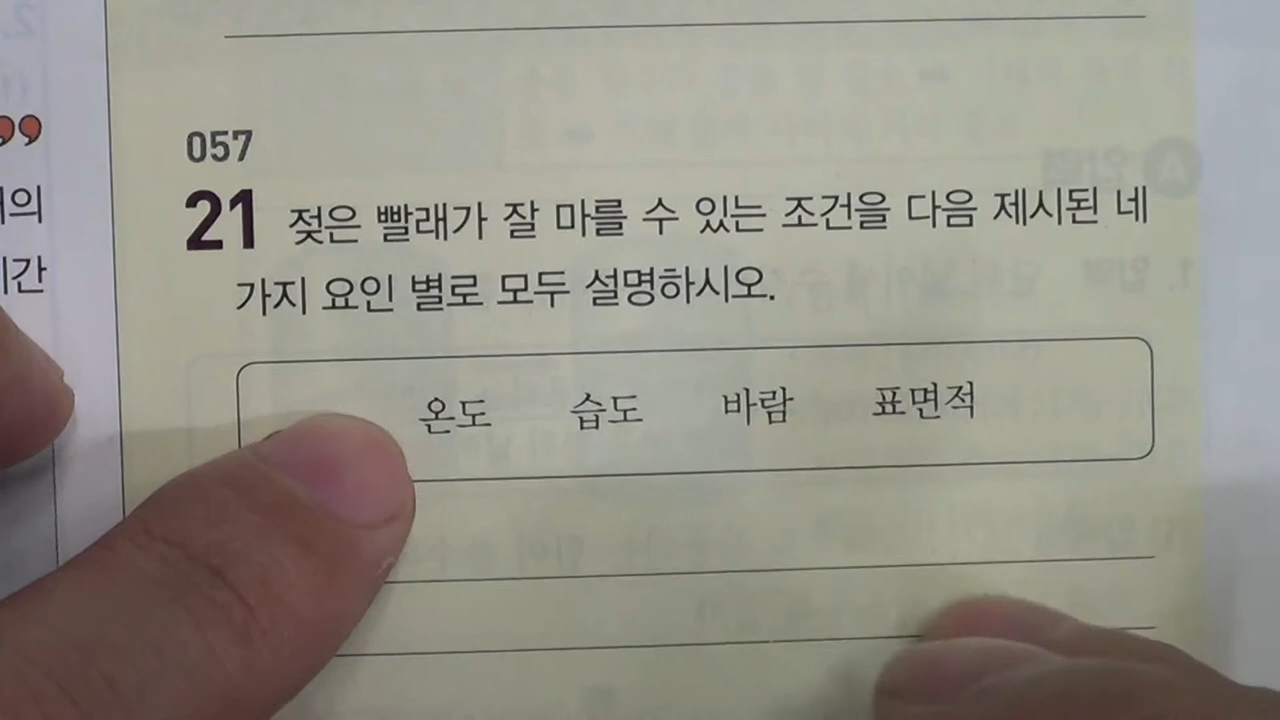 057
21 젖은 빨래가 잘 마를 수 있는 조건을 다음 제시된 네
가지 요인 별로 모두 설명하시오.
온도 습도 바람 표면적